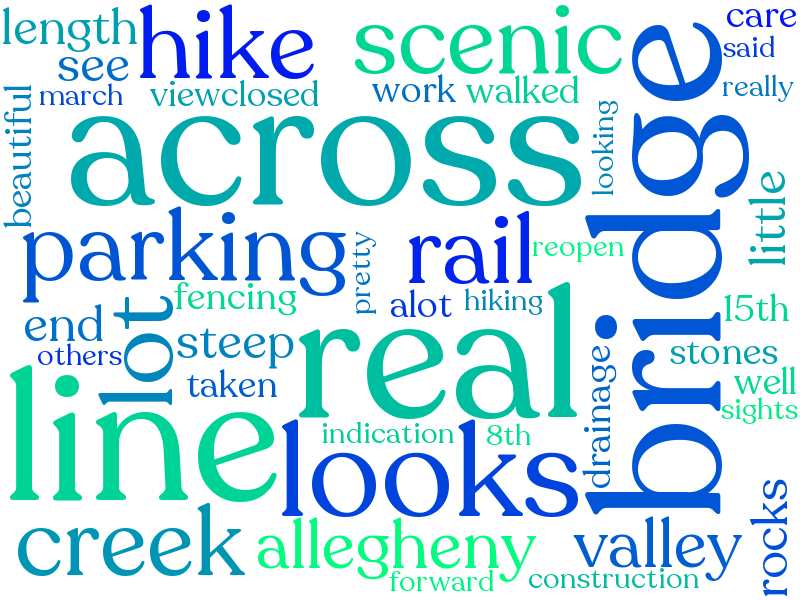 length
hike
scenic
care
said
see
march
viewclosed
work
walked
really
beautiful
across
looking
bridge
little
parking
pretty
rail
reopen
fencing
alot
hiking
end
lot
steep
15th
others
taken
real
drainage
stones
well
sights
line
indication
8th
looks
creek
allegheny
valley
rocks
forward
construction